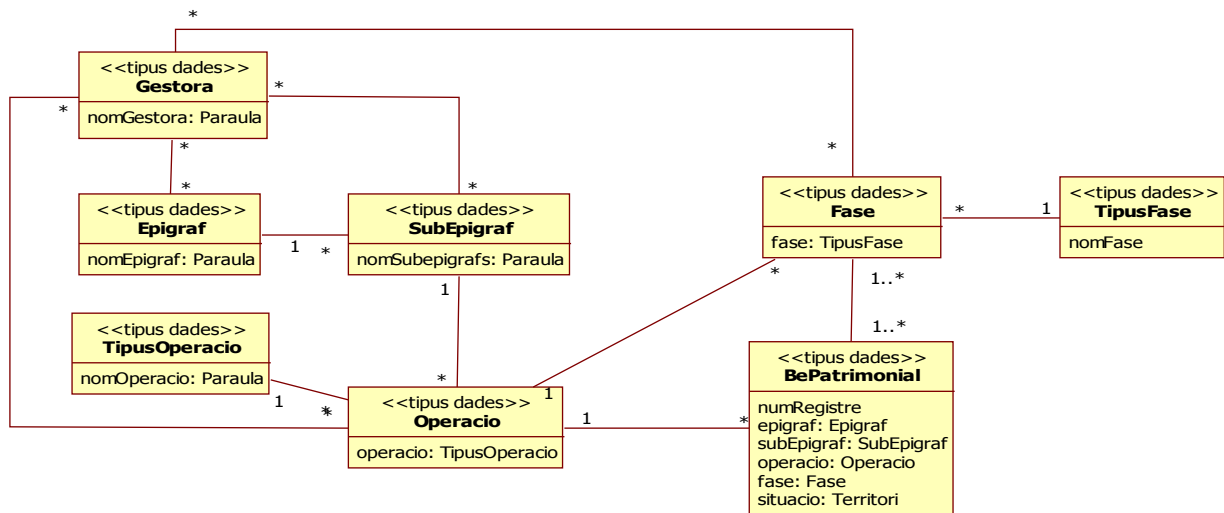 *
<<tipus dades>>
Gestora
nomGestora: Paraula
*
*
*
*
*
<<tipus dades>>
Epigraf
nomEpigraf: Paraula
1
*
*
<<tipus dades>>
SubEpigraf
nomSubepigrafs: Paraula
1
*
<<tipus dades>>
Fase
fase: TipusFase
*
1
<<tipus dades>>
TipusFase
nomFase
*
1..*
1..*
<<tipus dades>>
TipusOperacio
nomOperacio: Paraula
1
*
*
*
1
<<tipus dades>>
Operacio
operacio: TipusOperacio
1
*
<<tipus dades>>
BePatrimonial
numRegistre
epigraf: Epigraf
subEpigraf: SubEpigraf
operacio: Operacio
fase: Fase
situacio: Territori